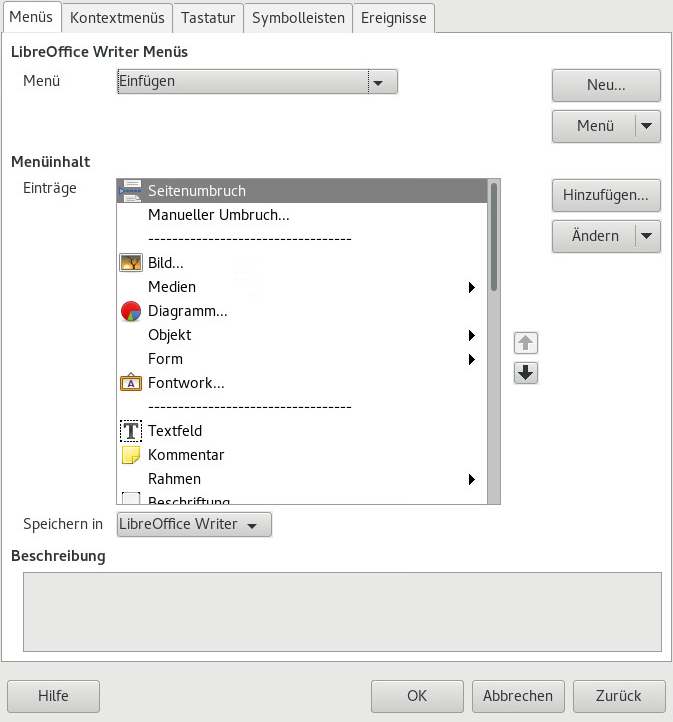 Menüs Kontextmenüs Tastatur Symbolleisten Ereignisse
LibreOffice Writer Menüs
Menü Einfügen Neu...
Menü
Menüinhalt
Einträge Seitenumbruch Hinzufügen...
Manueller Umbruch...
----------------------------------
Ändern
Bild...
Medien
Diagramm...
Objekt
Form
Fontwork...
----------------------------------
Textfeld
Kommentar
Rahmen
Beschriftung
Speichern in LibreOffice Writer
Beschreibung
Hilfe OK Abbrechen Zurück